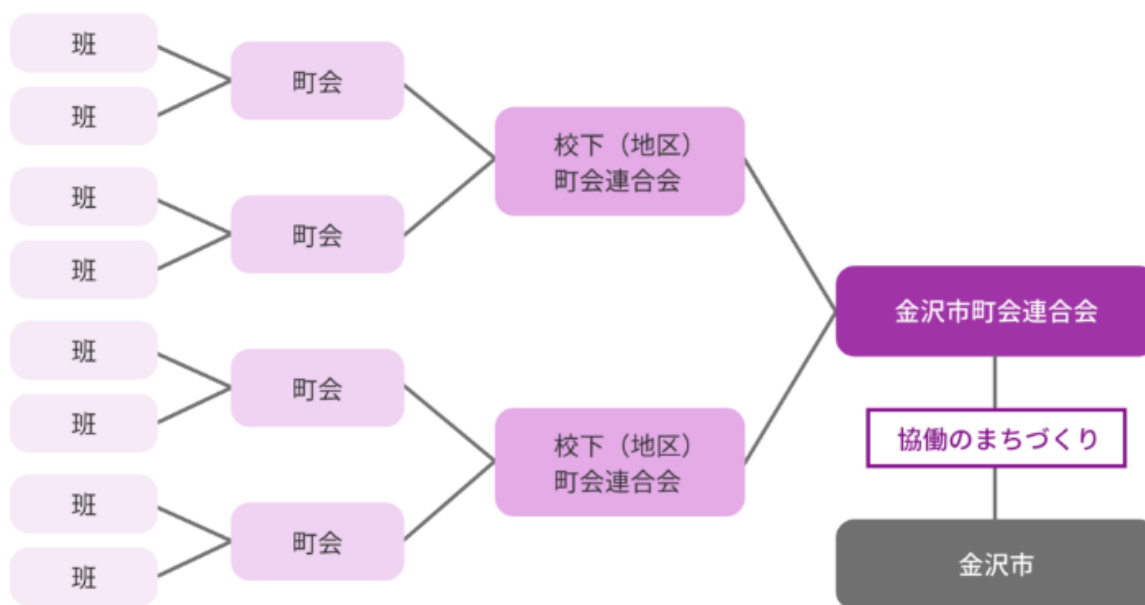 班
班
班
班
班
班
班
班
町会
町会
町会
町会
校下（地区）
町会連合会
校下（地区）
町会連合会
金沢市町会連合会
協働のまちづくり
金沢市